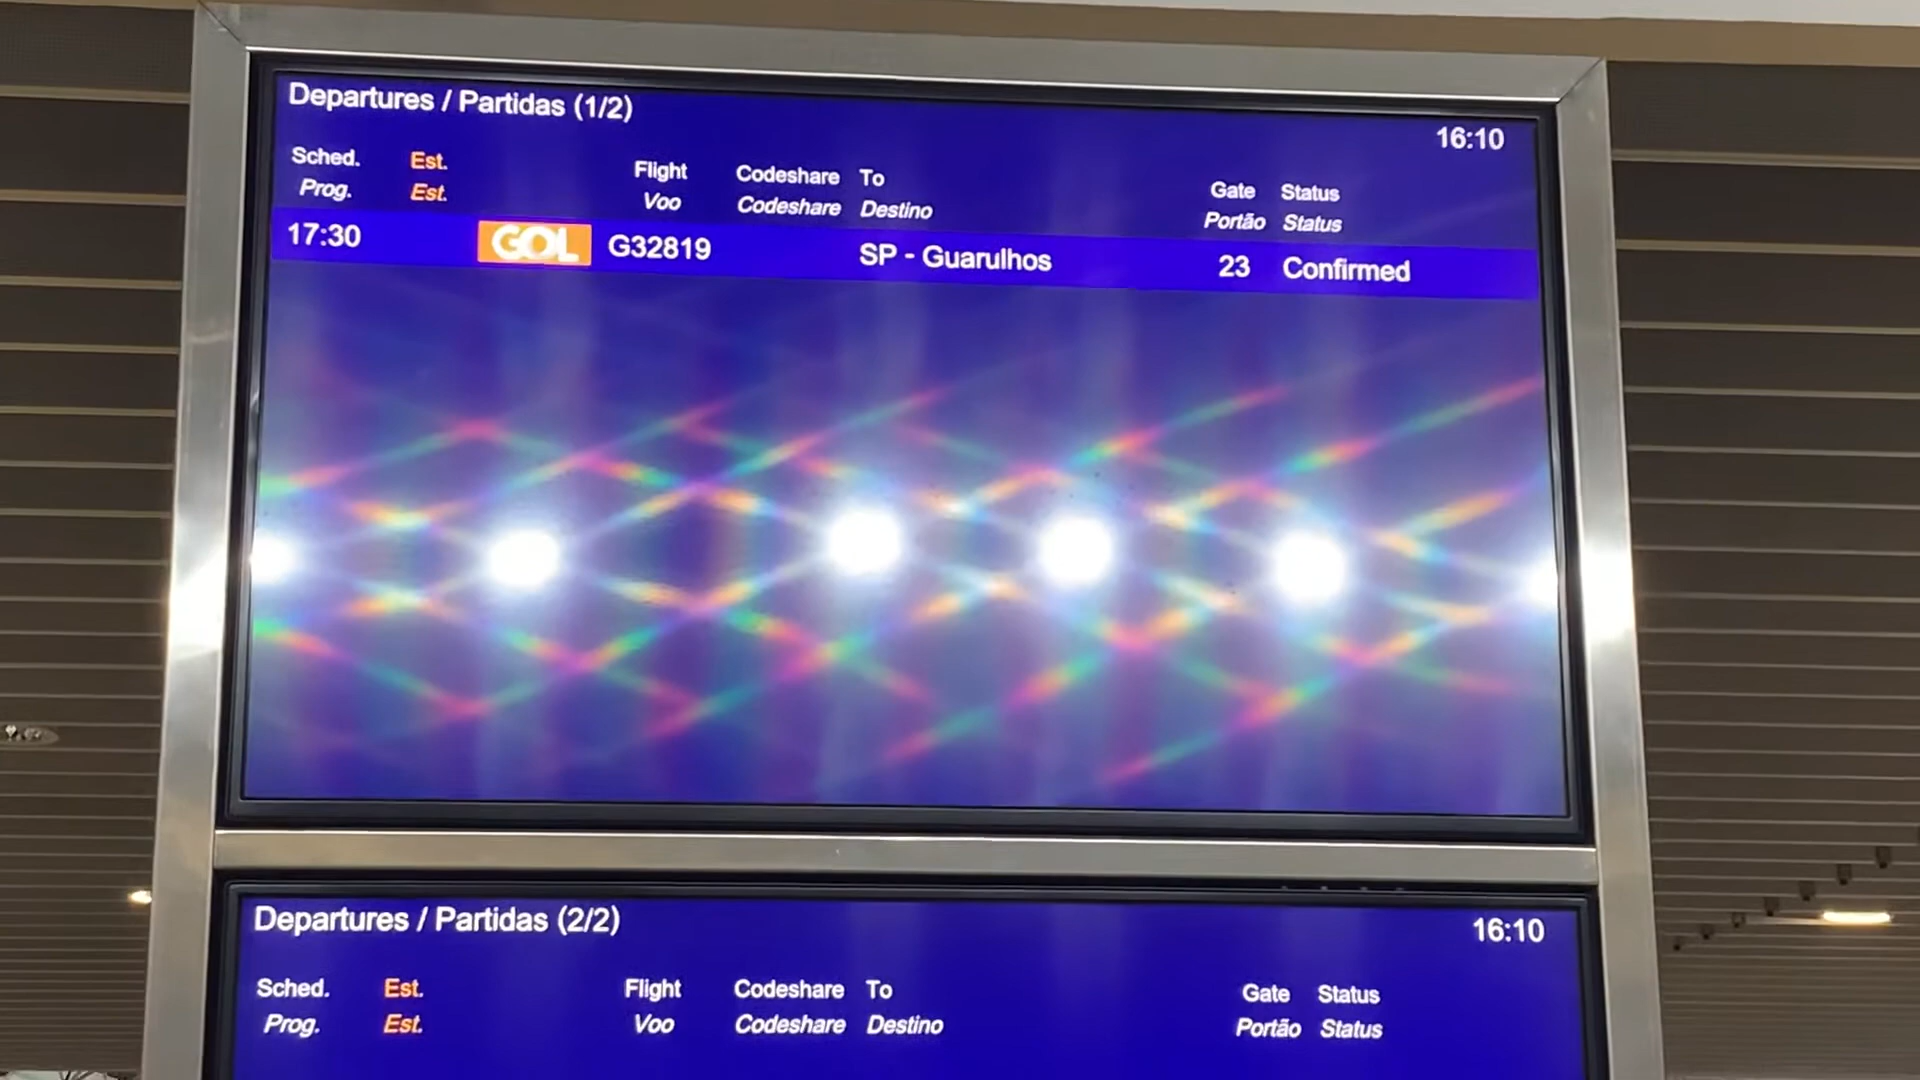 Departures / Partidas (1/2)
16:10
Sched. Est. Flight Codeshare To Gate Status
Prog. Est. Voo Codeshare Destino Portão Status
17:30 GOL G32819 SP - Guarulhos 23 Confirmed
Departures / Partidas (2/2)
16:10
Sched. Est. Flight Codeshare To Gate Status
Prog. Est. Voo Codeshare Destino Portão Status